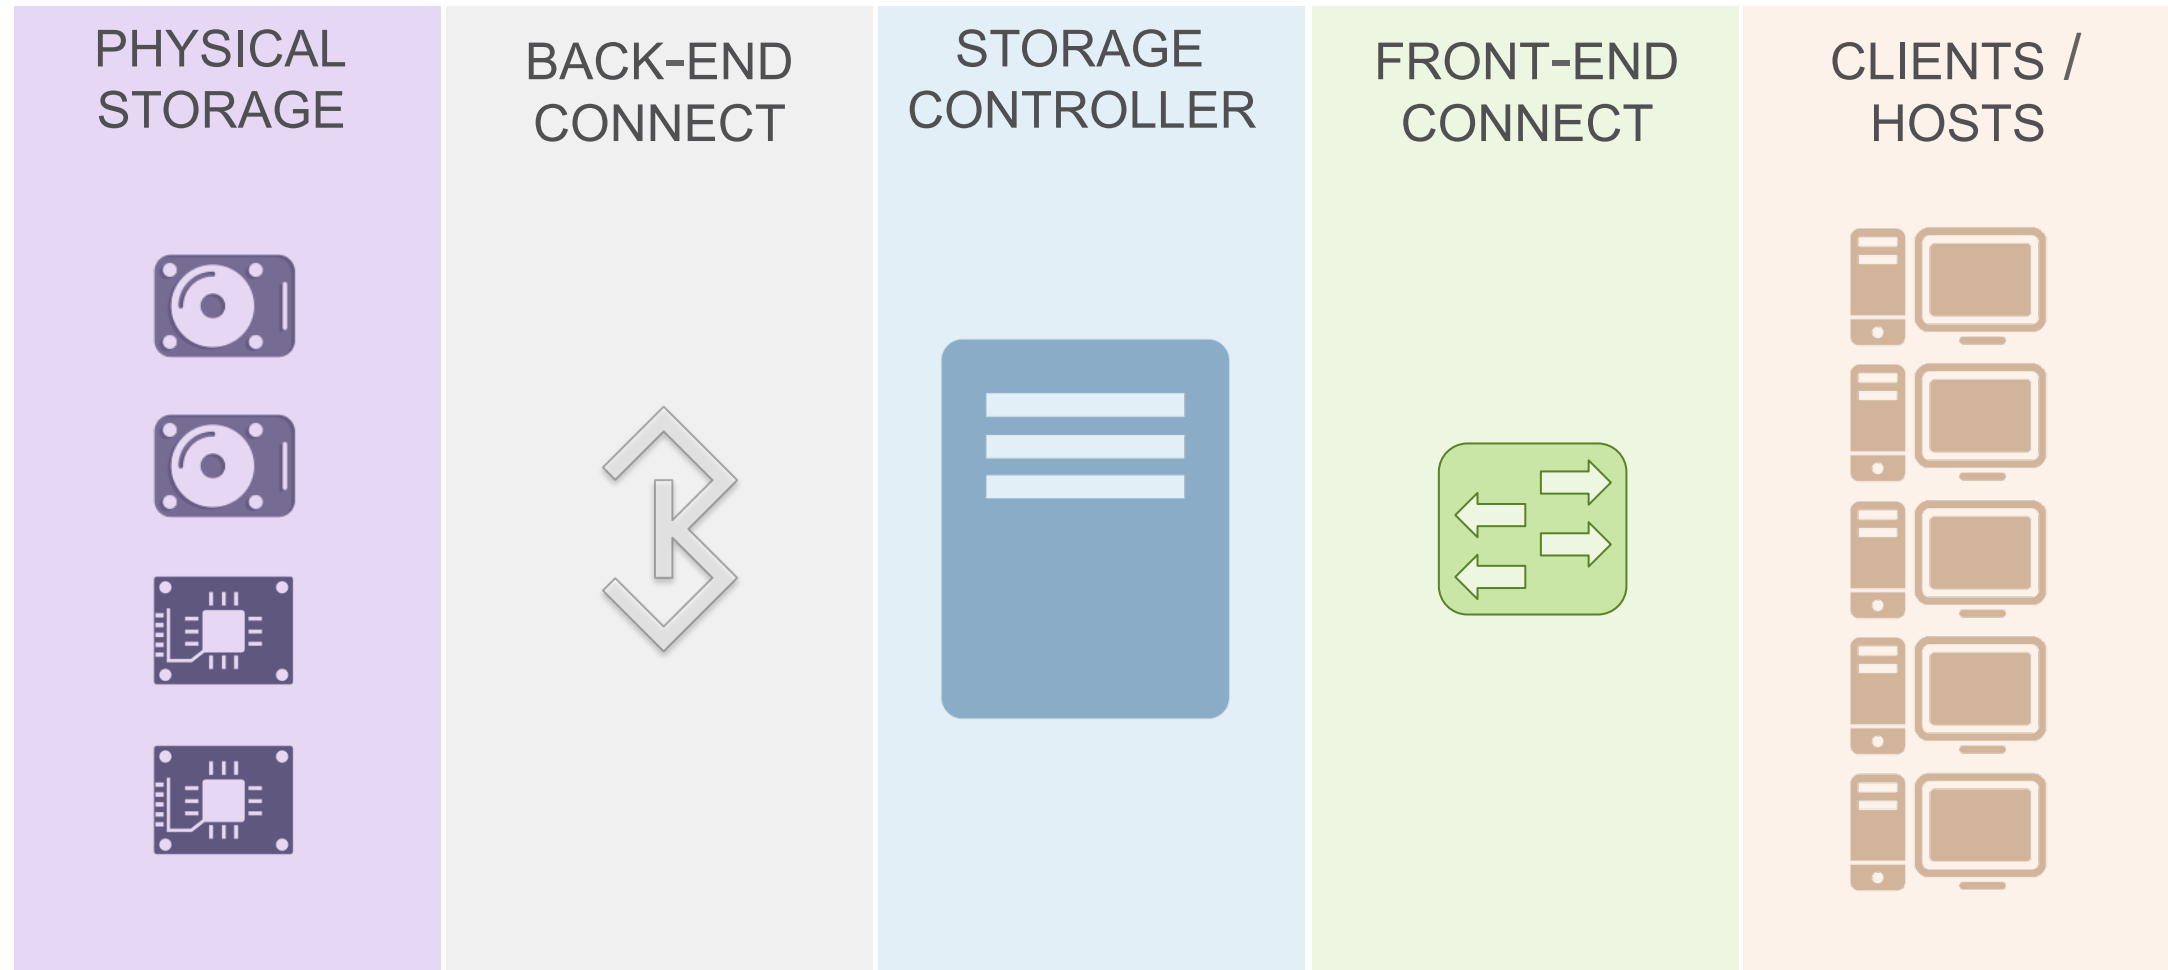 PHYSICAL
STORAGE
BACK-END
CONNECT
STORAGE
CONTROLLER
FRONT-END
CONNECT
CLIENTS /
HOSTS